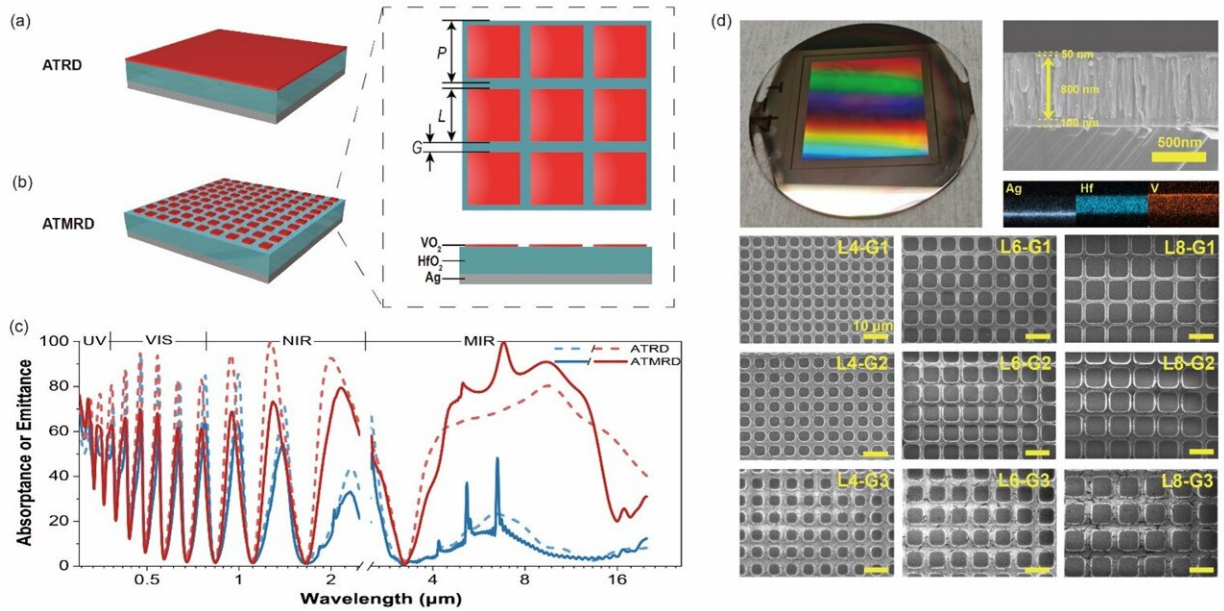 (a)
ATRD
(b)
ATMRD
P
L
G
VO₂
HfO₂
Ag
(c)
UV VIS NIR MIR
ATRD
ATMRD
Absorptance or Emittance
100
80
60
40
20
0
0.5 1 2 4 8 16
Wavelength (μm)
(d)
50 nm
800 nm
100 nm
500nm
Ag Hf V
L4-G1 L6-G1 L8-G1
10 μm
L4-G2 L6-G2 L8-G2
L4-G3 L6-G3 L8-G3